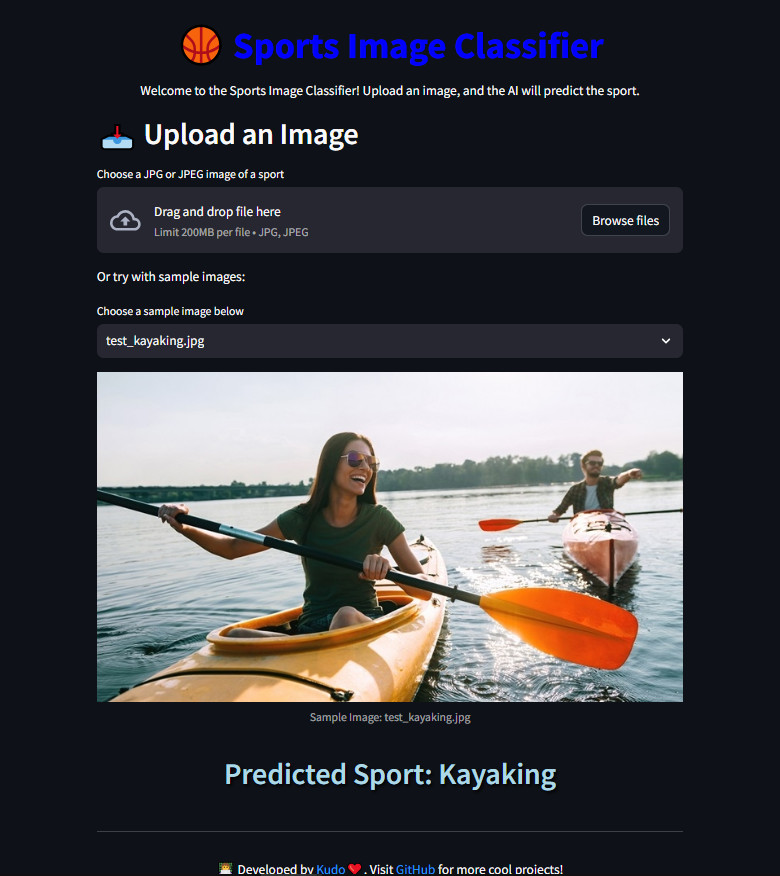 Sports Image Classifier
Welcome to the Sports Image Classifier! Upload an image, and the AI will predict the sport.
Upload an Image
Choose a JPG or JPEG image of a sport
Drag and drop file here
Limit 200MB per file • JPG, JPEG
Browse files
Or try with sample images:
Choose a sample image below
test_kayaking.jpg
Sample Image: test_kayaking.jpg
Predicted Sport: Kayaking
Developed by Kudo ❤️ . Visit GitHub for more cool projects!